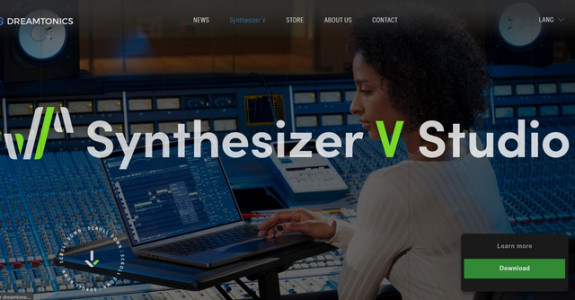 DREAMTONICS
NEWS
Synthesizer V
STORE
ABOUT US
CONTACT
LANG
Synthesizer V Studio
Learn more
Download